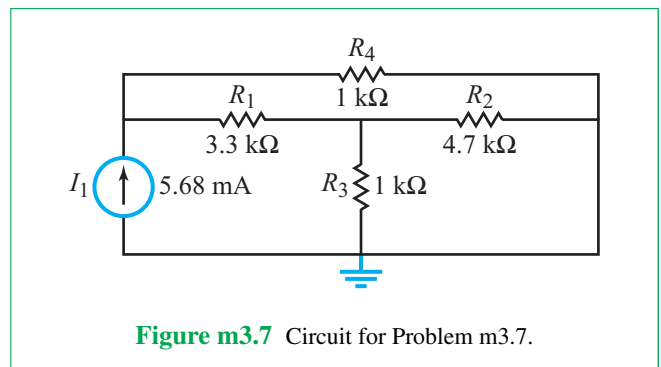 R4
1 kΩ
R1
3.3 kΩ
R2
4.7 kΩ
I1
5.68 mA
R3
1 kΩ
Figure m3.7 Circuit for Problem m3.7.